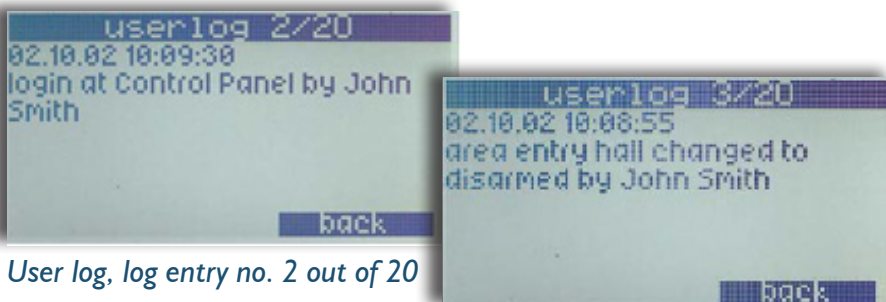 userlog 2/20
02.10.02 10:09:30
login at Control Panel by John
Smith
back
User log, log entry no. 2 out of 20
userlog 3/20
02.10.02 10:08:55
area entry hall changed to
disarmed by John Smith
back